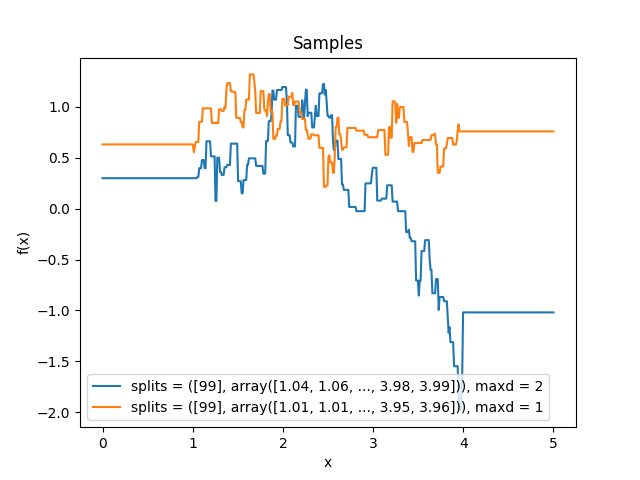 Samples
f(x)
1.0
0.5
0.0
−0.5
−1.0
−1.5
−2.0
splits = ([99], array([1.04, 1.06, ..., 3.98, 3.99])), maxd = 2
splits = ([99], array([1.01, 1.01, ..., 3.95, 3.96])), maxd = 1
0 1 2 3 4 5
x